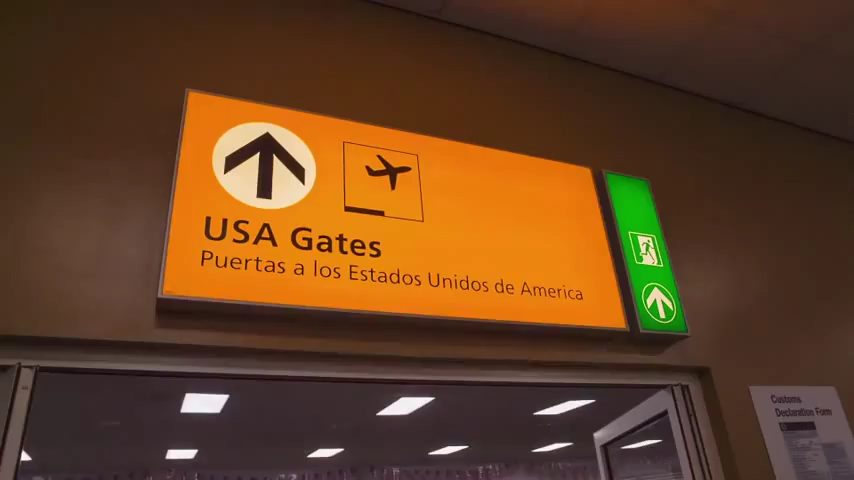 USA Gates
Puertas a los Estados Unidos de America
Customs
Declaration Form